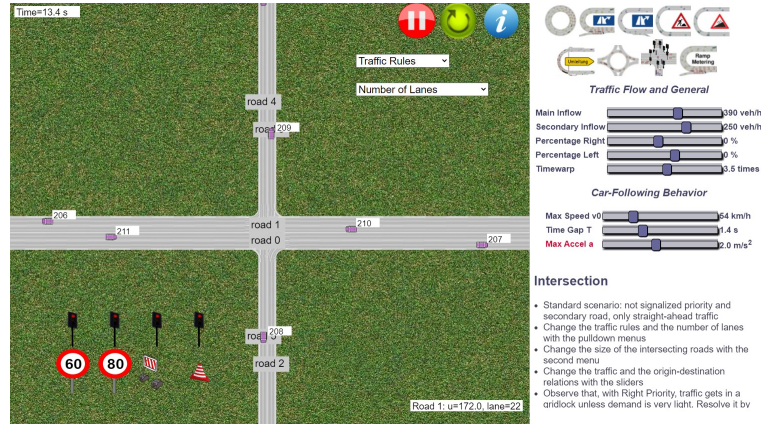 Time=13.4 s
Traffic Rules
Number of Lanes
road 4
209
206
211
road 1
road 0
210
207
208
road 2
60
80
Road 1: u=172.0, lane=22
Umleitung
Ramp
Metering
Traffic Flow and General
Main Inflow 390 veh/h
Secondary Inflow 250 veh/h
Percentage Right 0 %
Percentage Left 0 %
Timewarp 3.5 times
Car-Following Behavior
Max Speed v0 54 km/h
Time Gap T 1.4 s
Max Accel a 2.0 m/s²
Intersection
• Standard scenario: not signalized priority and
secondary road, only straight-ahead traffic
• Change the traffic rules and the number of lanes
with the pulldown menus
• Change the size of the intersecting roads with the
second menu
• Change the traffic and the origin-destination
relations with the sliders
• Observe that, with Right Priority, traffic gets in a
gridlock unless demand is very light. Resolve it by